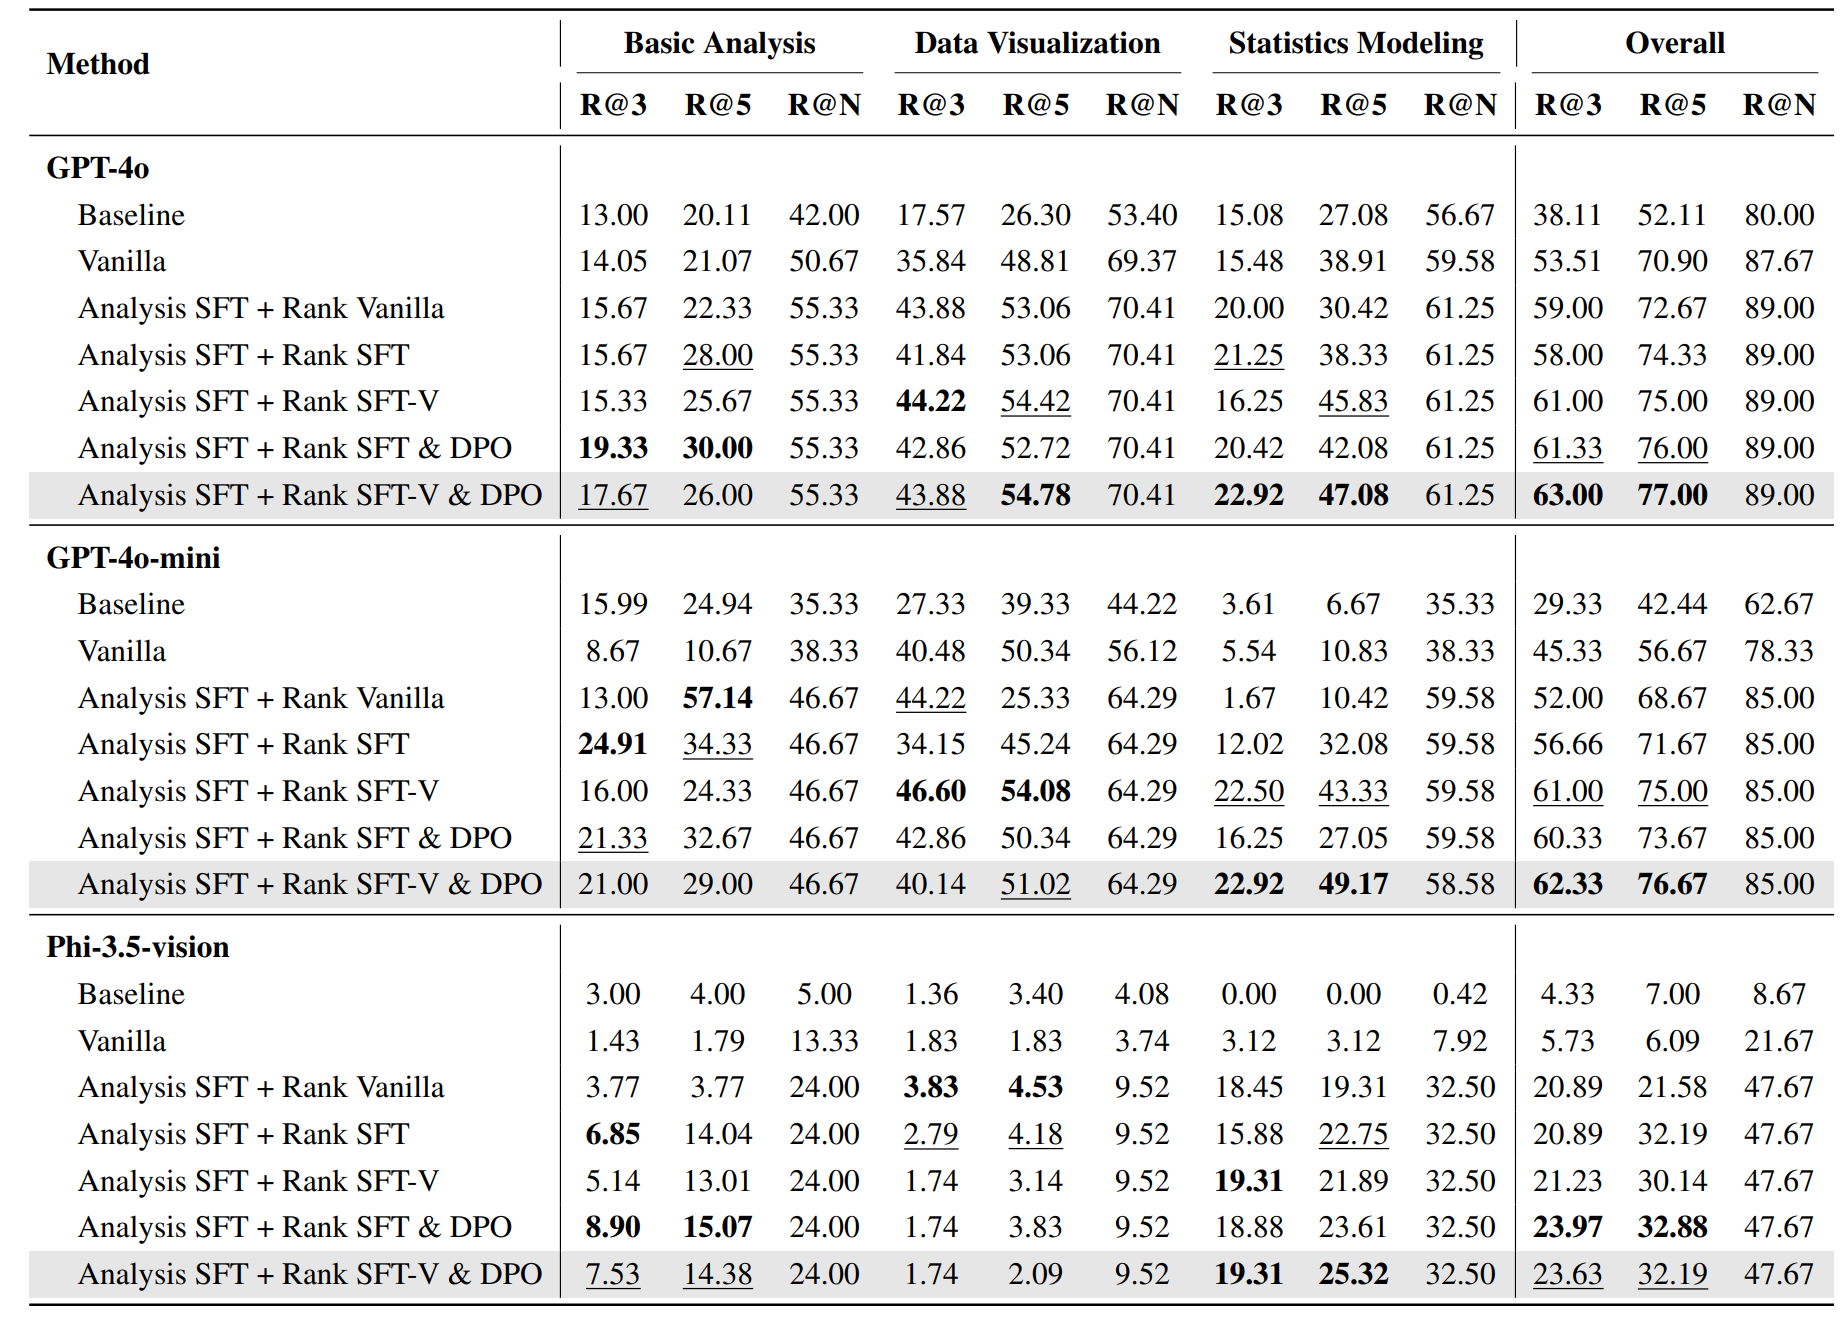 Method Basic Analysis Data Visualization Statistics Modeling Overall
R@3 R@5 R@N R@3 R@5 R@N R@3 R@5 R@N R@3 R@5 R@N
GPT-4o
Baseline 13.00 20.11 42.00 17.57 26.30 53.40 15.08 27.08 56.67 38.11 52.11 80.00
Vanilla 14.05 21.07 50.67 35.84 48.81 69.37 15.48 38.91 59.58 53.51 70.90 87.67
Analysis SFT + Rank Vanilla 15.67 22.33 55.33 43.88 53.06 70.41 20.00 30.42 61.25 59.00 72.67 89.00
Analysis SFT + Rank SFT 15.67 28.00 55.33 41.84 53.06 70.41 21.25 38.33 61.25 58.00 74.33 89.00
Analysis SFT + Rank SFT-V 15.33 25.67 55.33 44.22 54.42 70.41 16.25 45.83 61.25 61.00 75.00 89.00
Analysis SFT + Rank SFT & DPO 19.33 30.00 55.33 42.86 52.72 70.41 20.42 42.08 61.25 61.33 76.00 89.00
Analysis SFT + Rank SFT-V & DPO 17.67 26.00 55.33 43.88 54.78 70.41 22.92 47.08 61.25 63.00 77.00 89.00
GPT-4o-mini
Baseline 15.99 24.94 35.33 27.33 39.33 44.22 3.61 6.67 35.33 29.33 42.44 62.67
Vanilla 8.67 10.67 38.33 40.48 50.34 56.12 5.54 10.83 38.33 45.33 56.67 78.33
Analysis SFT + Rank Vanilla 13.00 57.14 46.67 44.22 25.33 64.29 1.67 10.42 59.58 52.00 68.67 85.00
Analysis SFT + Rank SFT 24.91 34.33 46.67 34.15 45.24 64.29 12.02 32.08 59.58 56.66 71.67 85.00
Analysis SFT + Rank SFT-V 16.00 24.33 46.67 46.60 54.08 64.29 22.50 43.33 59.58 61.00 75.00 85.00
Analysis SFT + Rank SFT & DPO 21.33 32.67 46.67 42.86 50.34 64.29 16.25 27.05 59.58 60.33 73.67 85.00
Analysis SFT + Rank SFT-V & DPO 21.00 29.00 46.67 40.14 51.02 64.29 22.92 49.17 58.58 62.33 76.67 85.00
Phi-3.5-vision
Baseline 3.00 4.00 5.00 1.36 3.40 4.08 0.00 0.00 0.42 4.33 7.00 8.67
Vanilla 1.43 1.79 13.33 1.83 1.83 3.74 3.12 3.12 7.92 5.73 6.09 21.67
Analysis SFT + Rank Vanilla 3.77 3.77 24.00 3.83 4.53 9.52 18.45 19.31 32.50 20.89 21.58 47.67
Analysis SFT + Rank SFT 6.85 14.04 24.00 2.79 4.18 9.52 15.88 22.75 32.50 20.89 32.19 47.67
Analysis SFT + Rank SFT-V 5.14 13.01 24.00 1.74 3.14 9.52 19.31 21.89 32.50 21.23 30.14 47.67
Analysis SFT + Rank SFT & DPO 8.90 15.07 24.00 1.74 3.83 9.52 18.88 23.61 32.50 23.97 32.88 47.67
Analysis SFT + Rank SFT-V & DPO 7.53 14.38 24.00 1.74 2.09 9.52 19.31 25.32 32.50 23.63 32.19 47.67